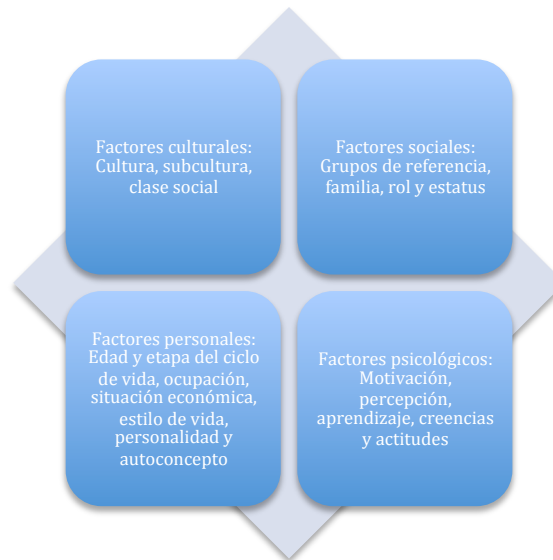 Factores culturales:
Cultura, subcultura,
clase social
Factores sociales:
Grupos de referencia,
familia, rol y estatus
Factores personales:
Edad y etapa del ciclo
de vida, ocupación,
situación económica,
estilo de vida,
personalidad y
autoconcepto
Factores psicológicos:
Motivación,
percepción,
aprendizaje, creencias
y actitudes